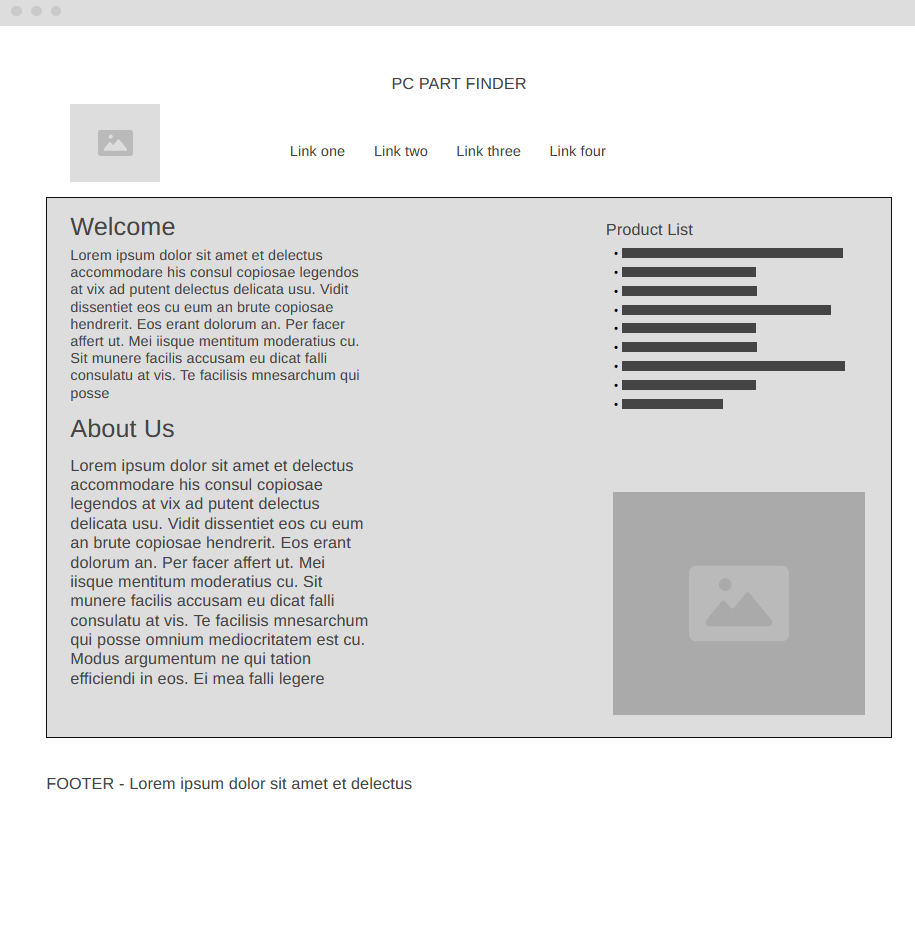 PC PART FINDER
Link one Link two Link three Link four
Welcome
Lorem ipsum dolor sit amet et delectus
accommodare his consul copiosae legendos
at vix ad putent delectus delicata usu. Vidit
dissentiet eos cu eum an brute copiosae
hendrerit. Eos erant dolorum an. Per facer
affert ut. Mei iisque mentitum moderatius cu.
Sit munere facilis accusam eu dicat falli
consulatu at vis. Te facilisis mnesarchum qui
posse
About Us
Lorem ipsum dolor sit amet et delectus
accommodare his consul copiosae
legendos at vix ad putent delectus
delicata usu. Vidit dissentiet eos cu eum
an brute copiosae hendrerit. Eos erant
dolorum an. Per facer affert ut. Mei
iisque mentitum moderatius cu. Sit
munere facilis accusam eu dicat falli
consulatu at vis. Te facilisis mnesarchum
qui posse omnium mediocritatem est cu.
Modus argumentum ne qui tation
efficiendi in eos. Ei mea falli legere
Product List
FOOTER - Lorem ipsum dolor sit amet et delectus